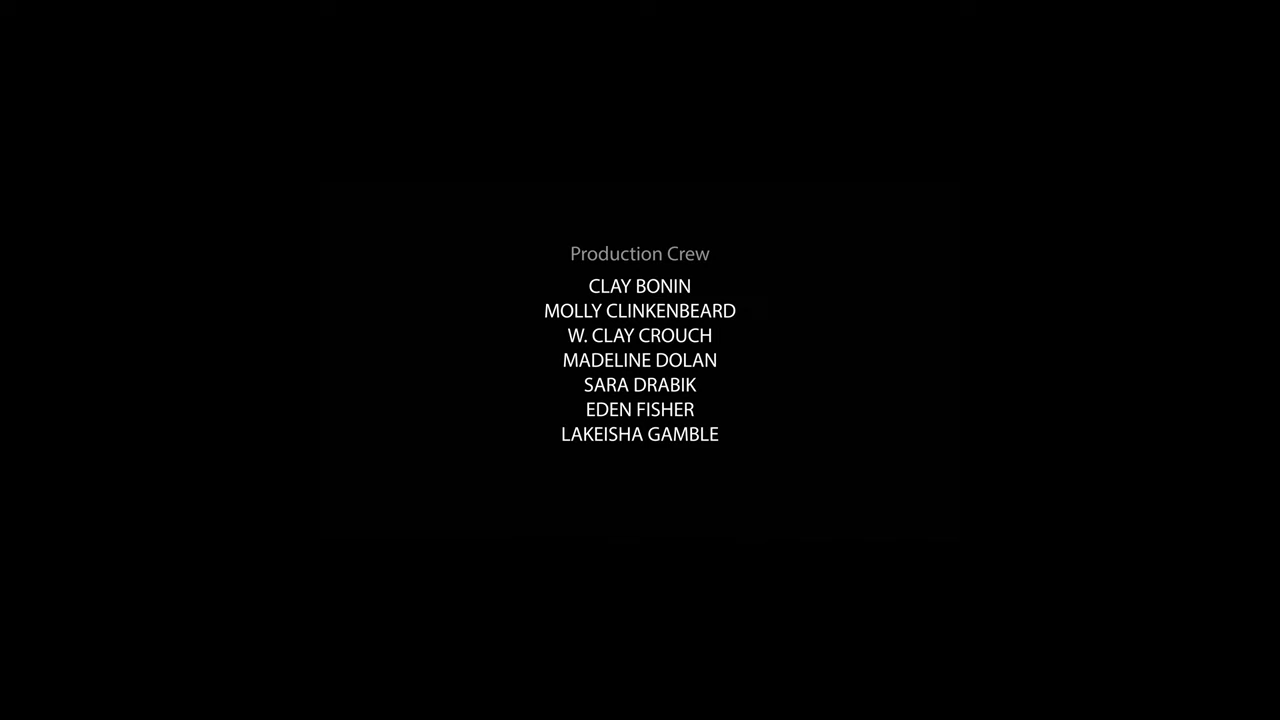 Production Crew
CLAY BONIN
MOLLY CLINKENBEARD
W. CLAY CROUCH
MADELINE DOLAN
SARA DRABIK
EDEN FISHER
LAKEISHA GAMBLE